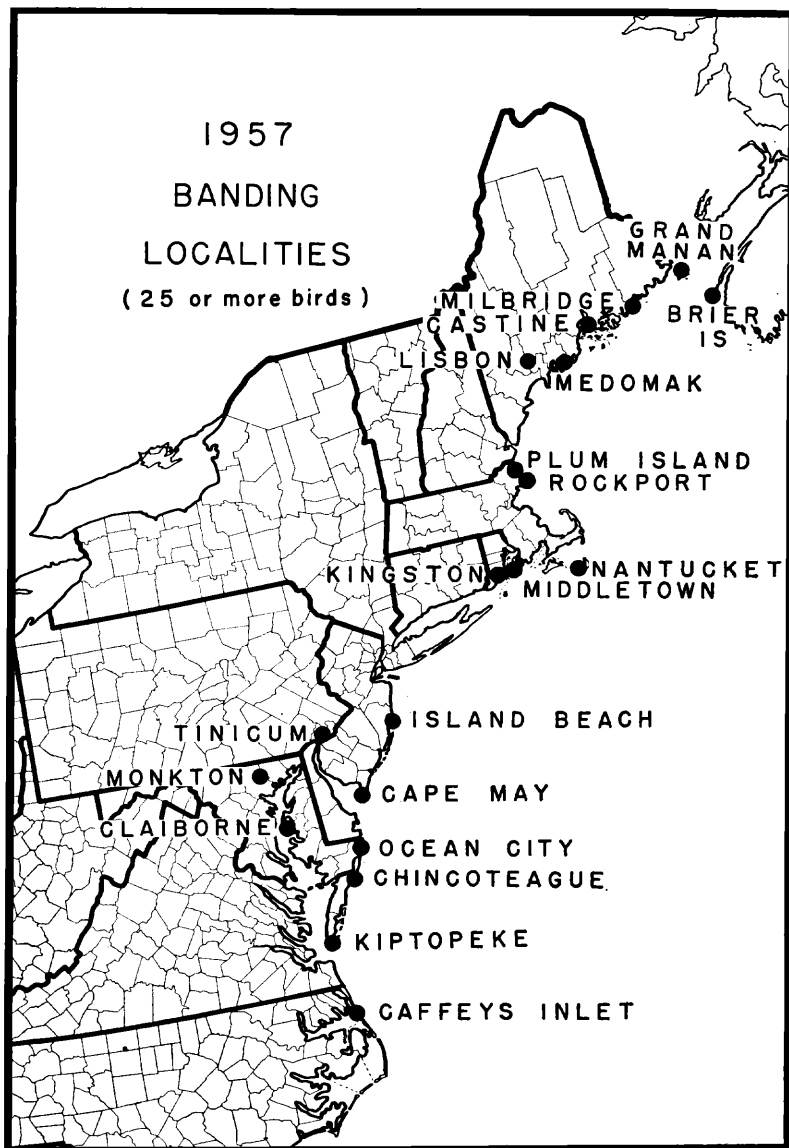 1957
BANDING
LOCALITIES
(25 or more birds)
GRAND
MANAN
MILBRIDGE
BRIER
IS
CASTINE
LISBON
MEDOMAK
PLUM ISLAND
ROCKPORT
KINGSTON
NANTUCKET
MIDDLETOWN
ISLAND BEACH
TINICUM
MONKTON
CAPE MAY
CLAIBORNE
OCEAN CITY
CHINCOTEAGUE
KIPTOPEKE
CAFFEYS INLET